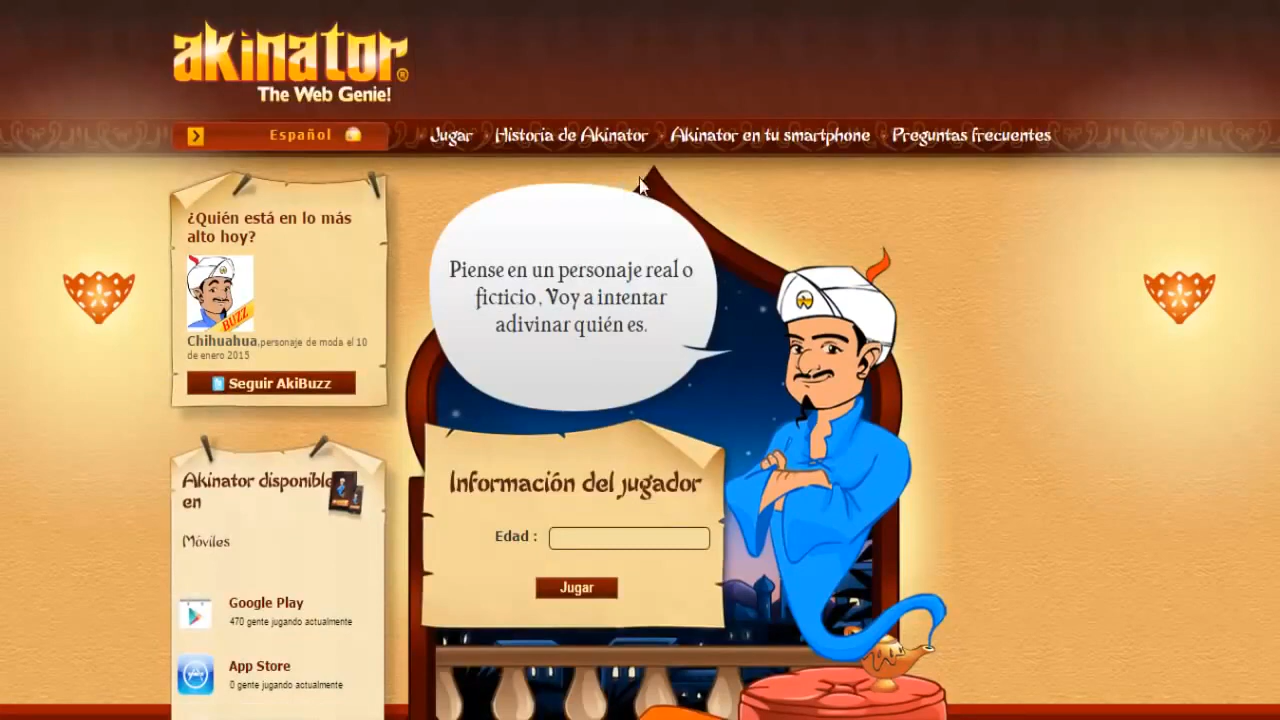 akinator®
The Web Genie!
Español
Jugar · Historia de Akinator · Akinator en tu smartphone · Preguntas frecuentes
¿Quién está en lo más
alto hoy?
BUZZ
Chihuahua,personaje de moda el 10
de enero 2015
Seguir AkiBuzz
Piense en un personaje real o
ficticio . Voy a intentar
adivinar quién es.
Información del jugador
Edad :
Jugar
Akinator disponible
en
Móviles
Google Play
470 gente jugando actualmente
App Store
0 gente jugando actualmente